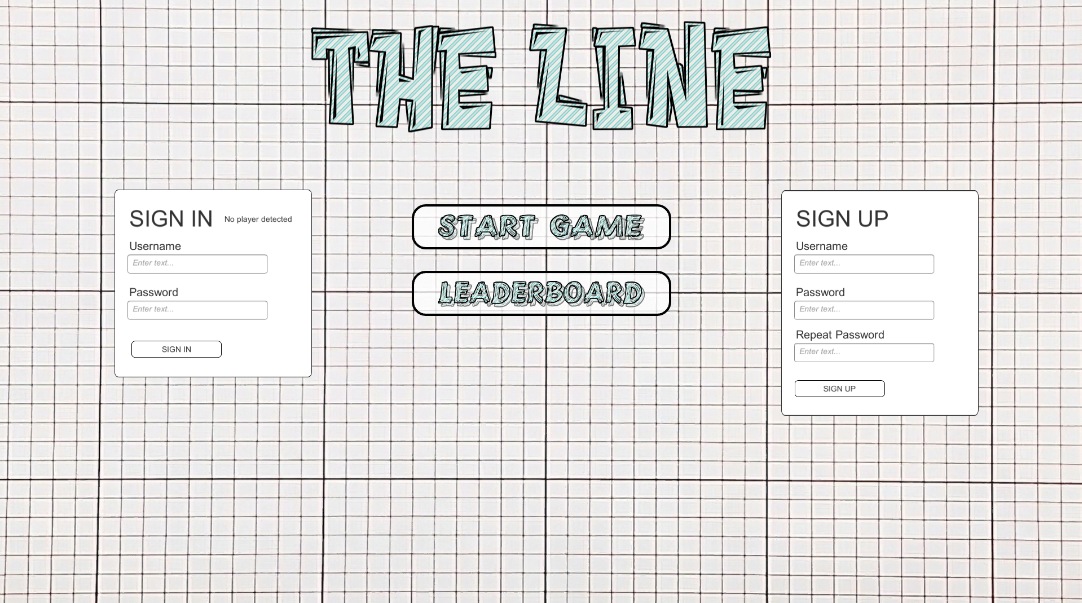 THE LINE
SIGN IN No player detected
Username
Enter text...
Password
Enter text...
SIGN IN
START GAME
LEADERBOARD
SIGN UP
Username
Enter text...
Password
Enter text...
Repeat Password
Enter text...
SIGN UP